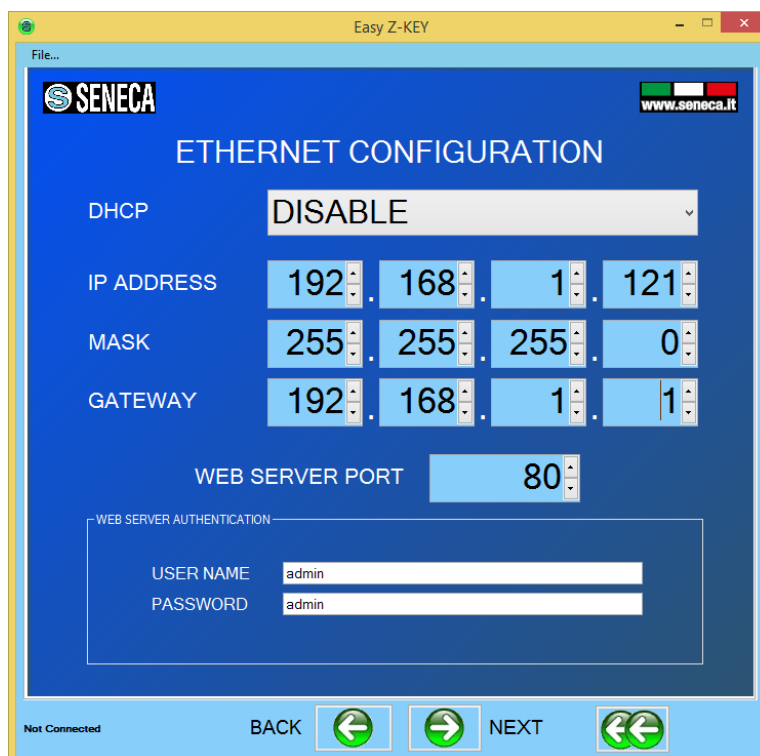 Easy Z-KEY
File...
SENECA
www.seneca.it
ETHERNET CONFIGURATION
DHCP DISABLE
IP ADDRESS 192 . 168 . 1 . 121
MASK 255 . 255 . 255 . 0
GATEWAY 192 . 168 . 1 . 1
WEB SERVER PORT 80
WEB SERVER AUTHENTICATION
USER NAME admin
PASSWORD admin
Not Connected BACK NEXT